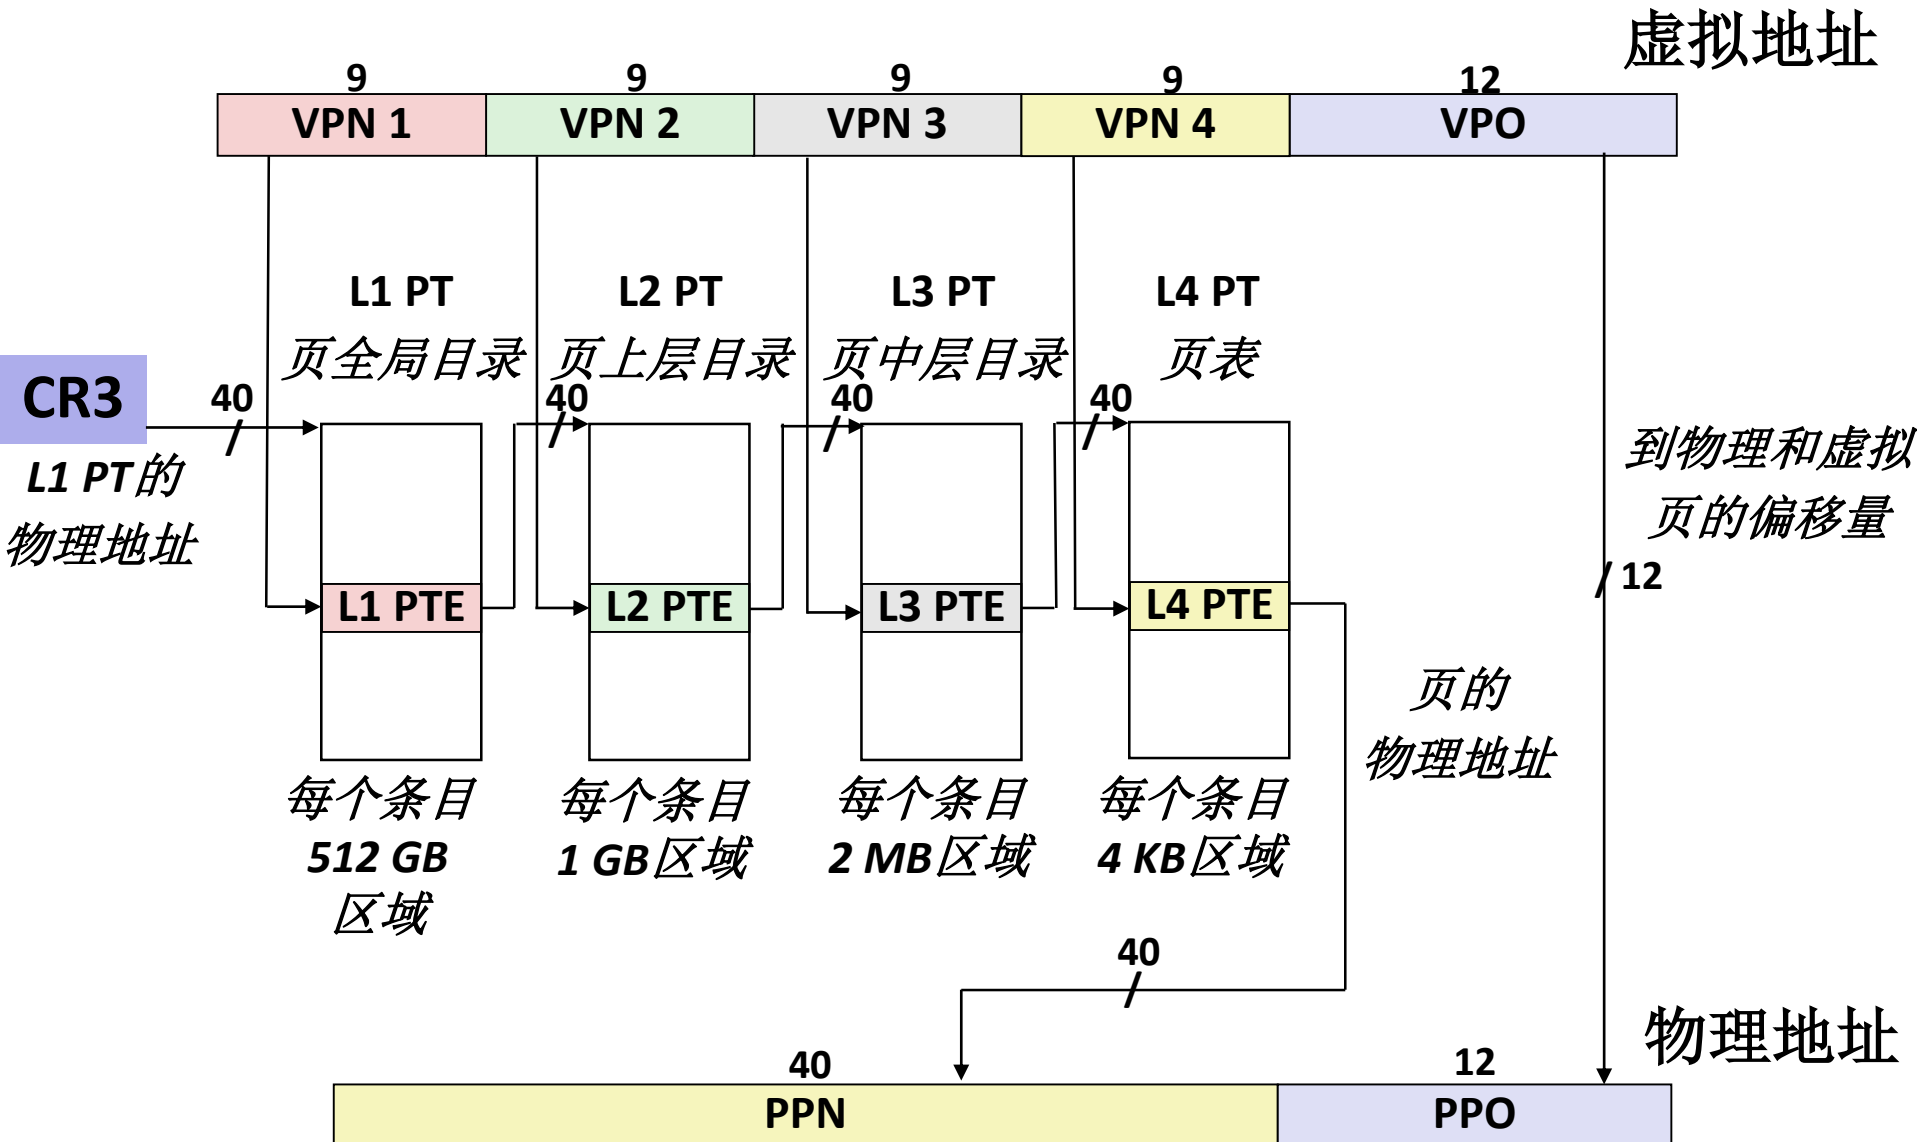 虚拟地址
9
9
9
9
12
VPN 1
VPN 2
VPN 3
VPN 4
VPO
L1 PT
页全局目录
L2 PT
页上层目录
L3 PT
页中层目录
L4 PT
页表
CR3
40
40
40
40
L1 PT的
物理地址
到物理和虚拟
页的偏移量
12
L1 PTE
L2 PTE
L3 PTE
L4 PTE
页的
物理地址
每个条目
512 GB
区域
每个条目
1 GB区域
每个条目
2 MB区域
每个条目
4 KB区域
40
物理地址
40
12
PPN
PPO